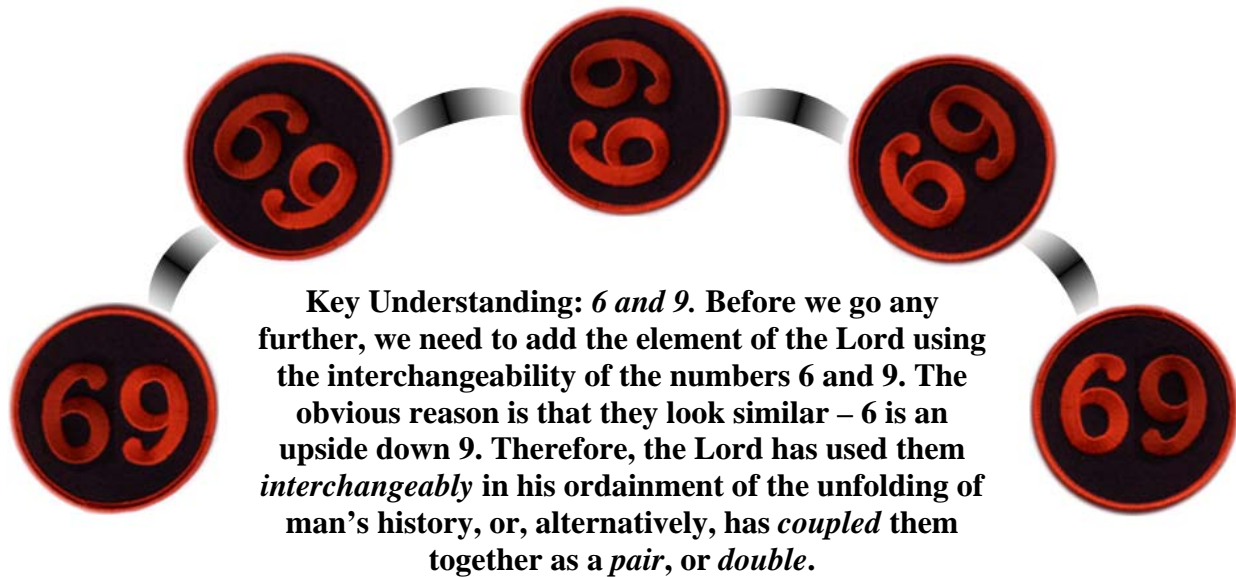 69
69
69
69
69
Key Understanding: 6 and 9. Before we go any
further, we need to add the element of the Lord using
the interchangeability of the numbers 6 and 9. The
obvious reason is that they look similar – 6 is an
upside down 9. Therefore, the Lord has used them
interchangeably in his ordainment of the unfolding of
man’s history, or, alternatively, has coupled them
together as a pair, or double.